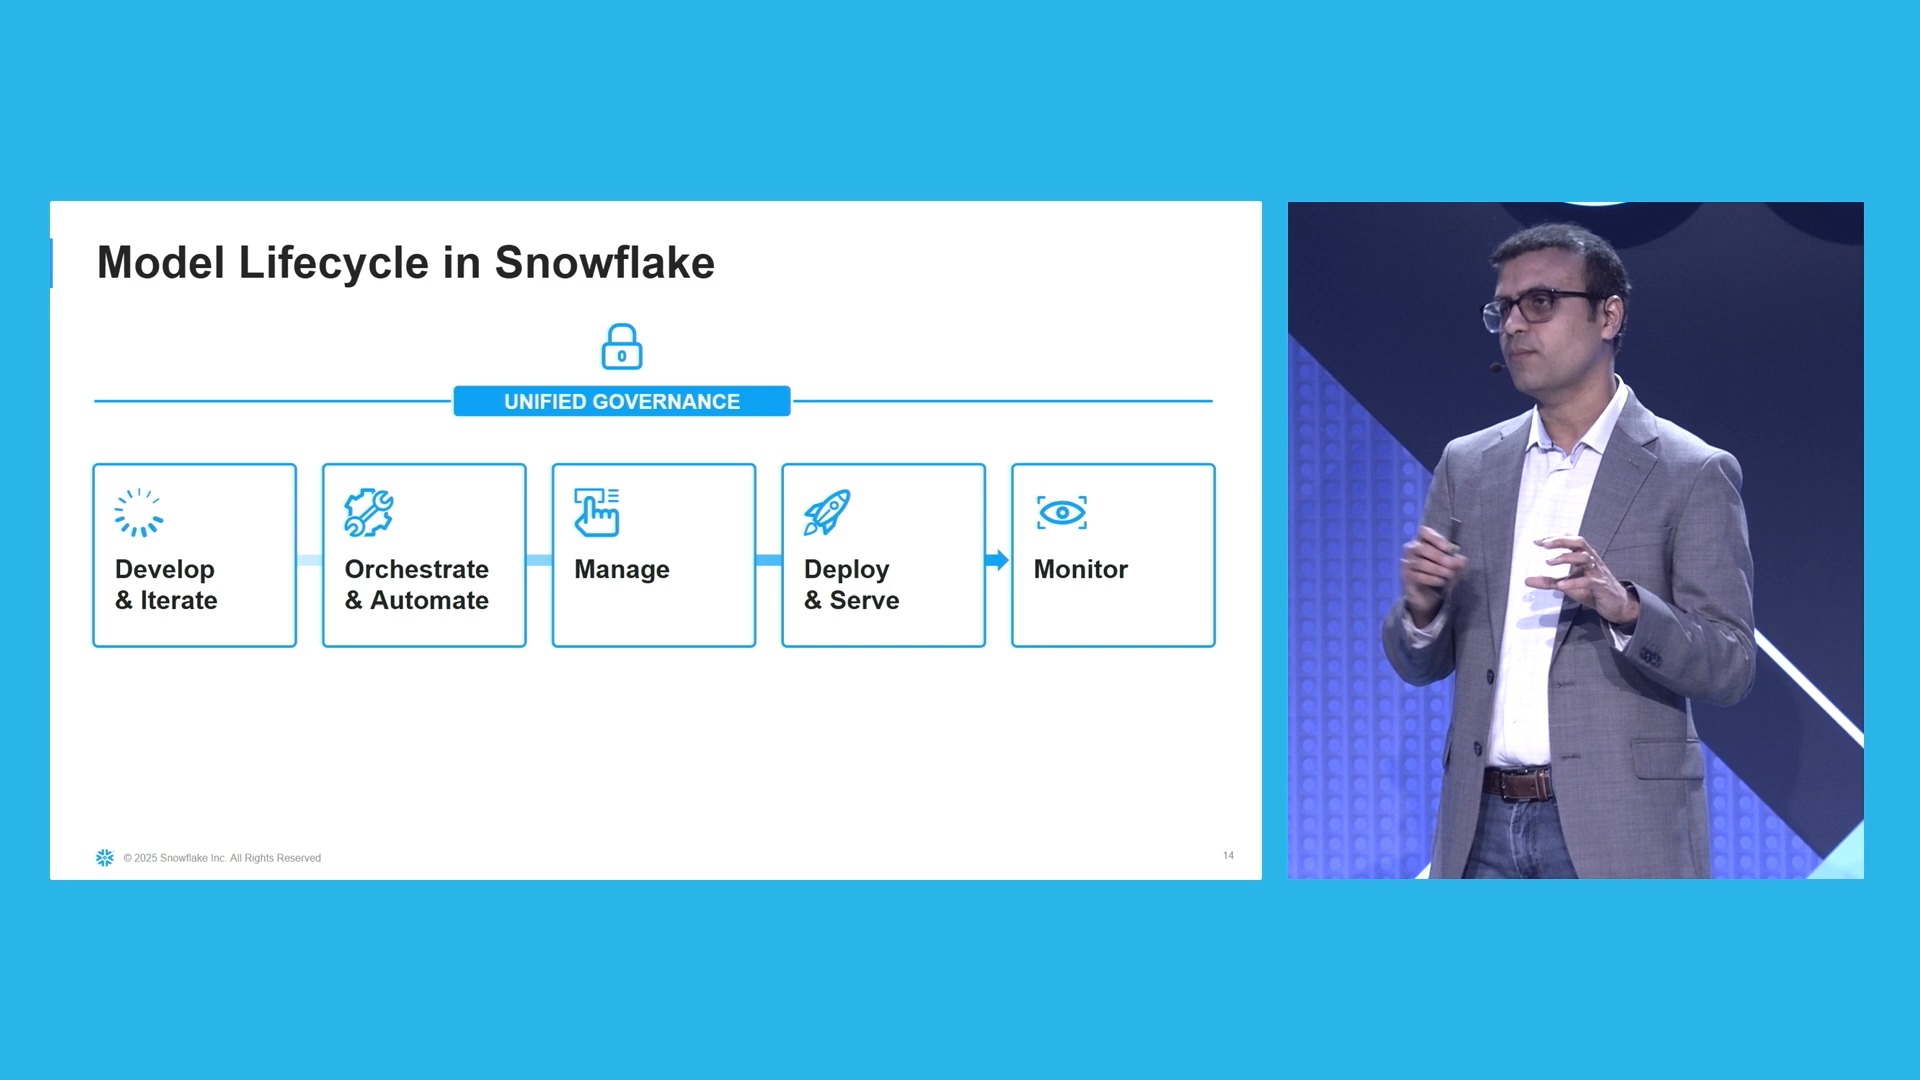 Model Lifecycle in Snowflake
UNIFIED GOVERNANCE
Develop
& Iterate
Orchestrate
& Automate
Manage
Deploy
& Serve
Monitor
© 2025 Snowflake Inc. All Rights Reserved
14